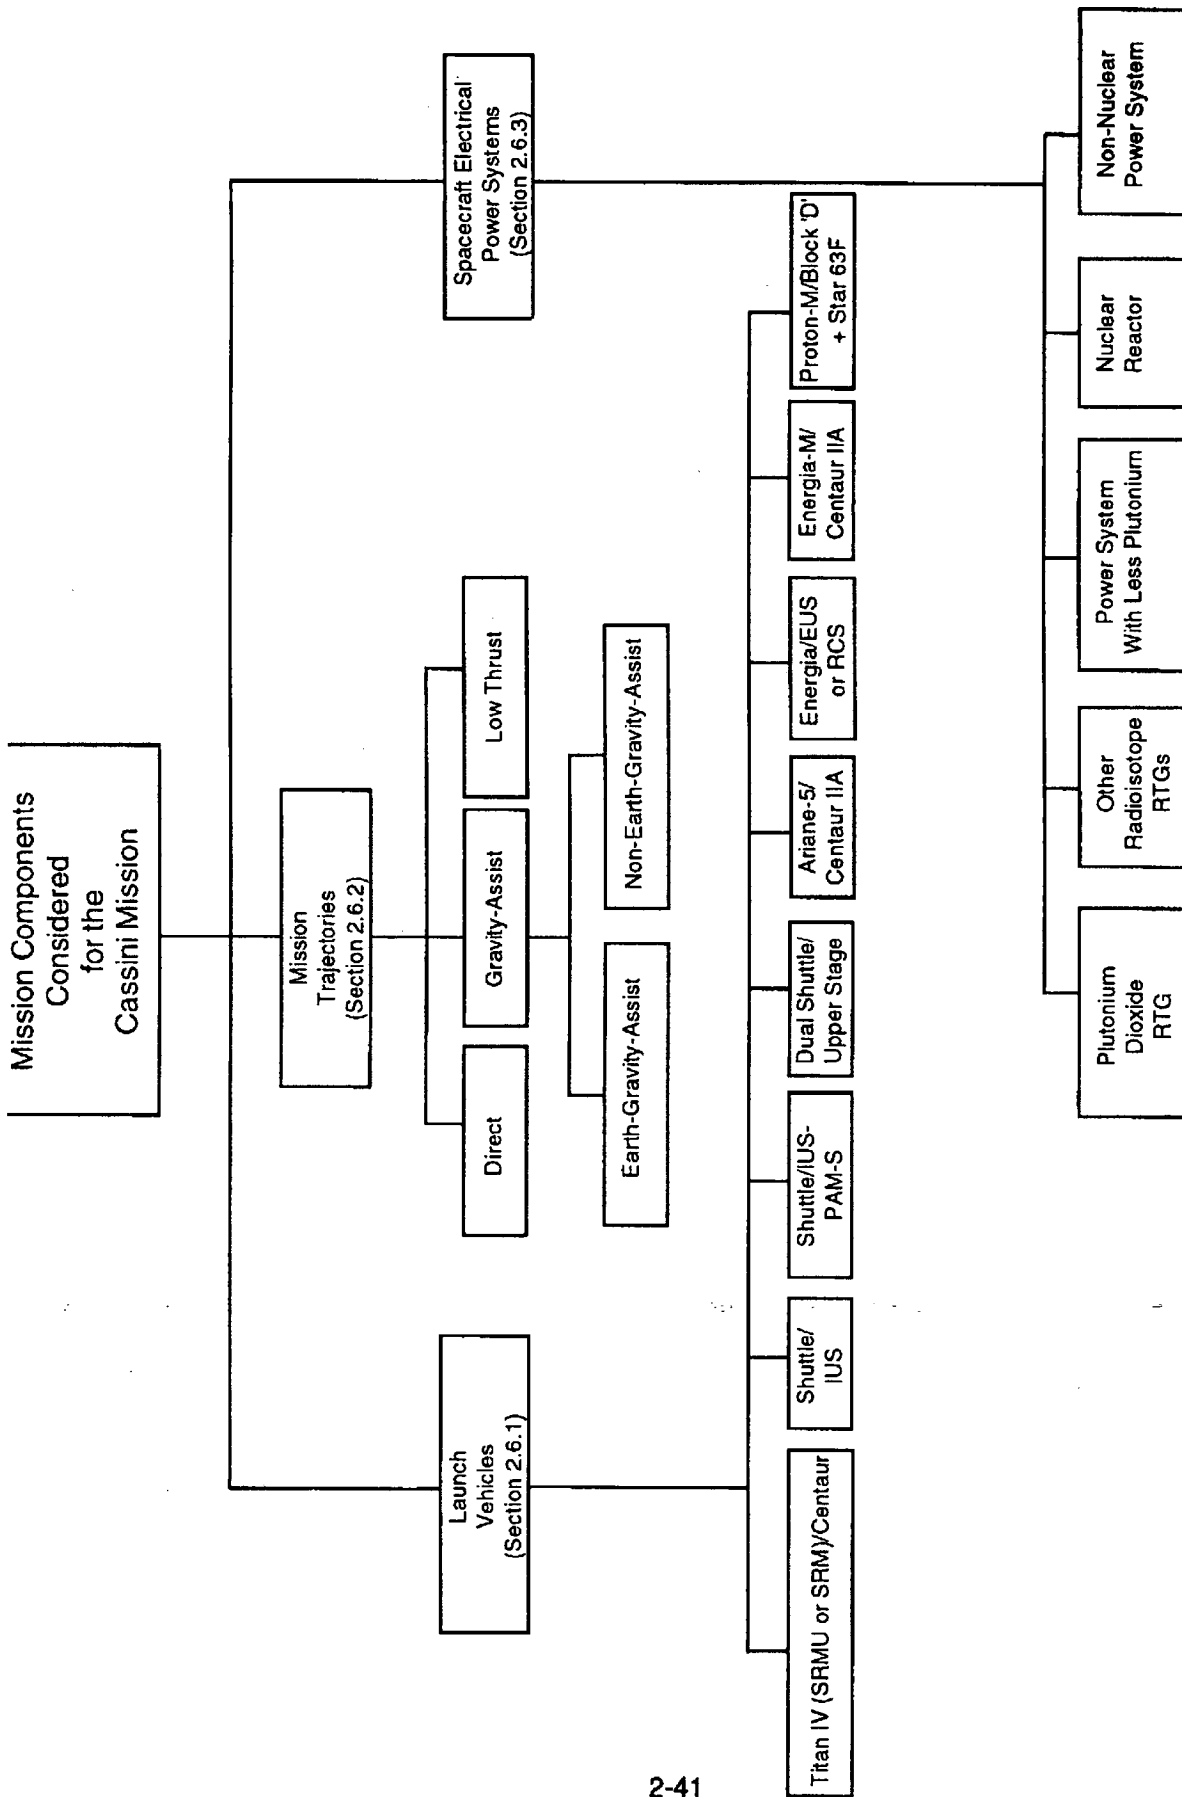 Mission Components
Considered
for the
Cassini Mission
Launch
Vehicles
(Section 2.6.1)
Mission
Trajectories
(Section 2.6.2)
Spacecraft Electrical
Power Systems
(Section 2.6.3)
Direct
Gravity-Assist
Low Thrust
Earth-Gravity-Assist
Non-Earth-Gravity-Assist
Titan IV (SRMU or SRM)/Centaur
Shuttle/
IUS
Shuttle/IUS-
PAM-S
Dual Shuttle/
Upper Stage
Ariane-5/
Centaur IIA
Energia/EUS
or RCS
Energia-M/
Centaur IIA
Proton-M/Block 'D'
+ Star 63F
Plutonium
Dioxide
RTG
Other
Radioisotope
RTGs
Power System
With Less Plutonium
Nuclear
Reactor
Non-Nuclear
Power System
2-41